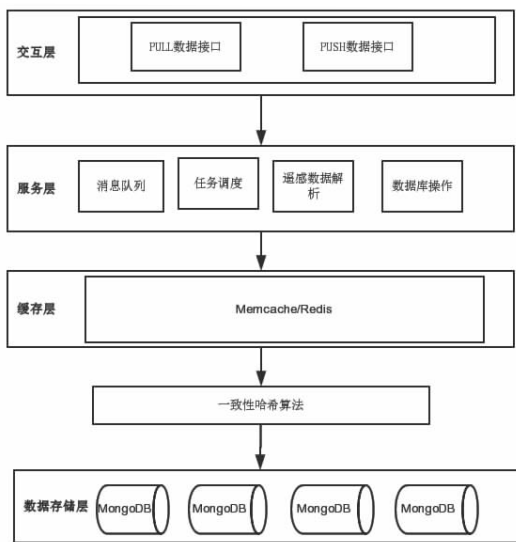 交互层
PULL数据接口
PUSH数据接口
服务层
消息队列
任务调度
遥感数据解
析
数据库操作
缓存层
Memcache/Redis
一致性哈希算法
数据存储层
MongoDB
MongoDB
MongoDB
MongoDB